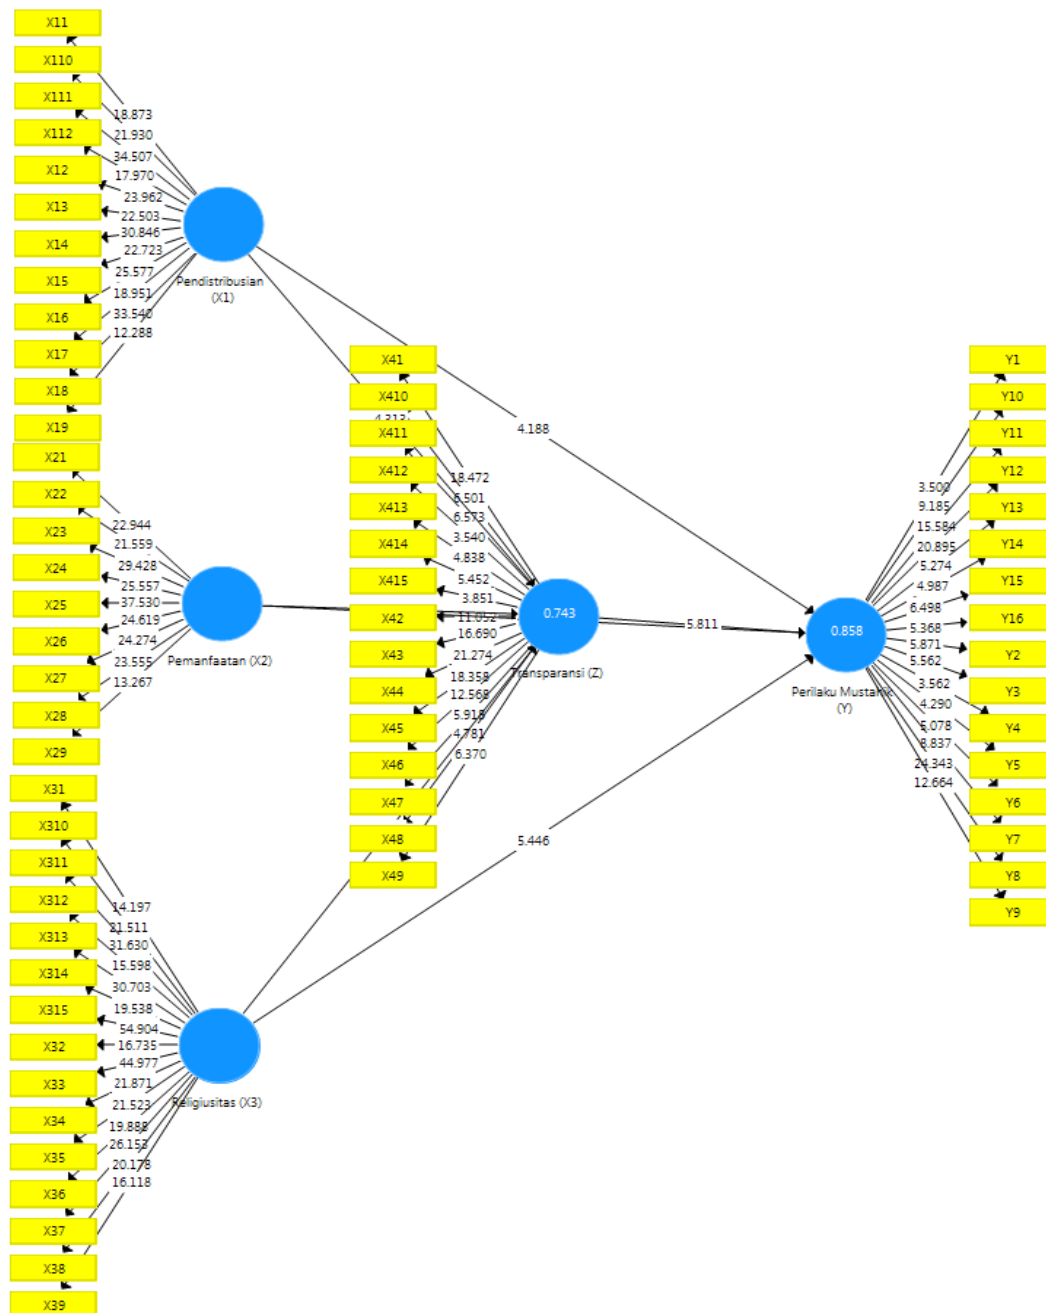 X11
X110
X111
X112
X12
X13
X14
X15
X16
X17
X18
X19
18.873
21.930
34.507
17.970
23.962
22.503
30.846
22.723
25.577
18.951
33.540
12.288
Pendistribusian
(X1)
X21
X22
X23
X24
X25
X26
X27
X28
X29
22.944
21.559
29.428
25.557
37.530
24.619
24.274
23.555
13.267
Pemanfaatan (X2)
X31
X310
X311
X312
X313
X314
X315
X32
X33
X34
X35
X36
X37
X38
X39
14.197
21.511
31.630
15.598
30.703
19.538
54.904
16.735
44.977
21.871
21.523
19.888
26.153
20.178
16.118
Religiusitas (X3)
X41
X410
X411
X412
X413
X414
X415
X42
X43
X44
X45
X46
X47
X48
X49
4.313
18.472
6.501
6.573
3.540
4.838
5.452
3.851
11.052
16.690
21.274
18.358
12.568
5.918
4.781
6.370
0.743
Transparansi (Z)
4.188
5.811
5.446
0.858
Perilaku Mustahik
(Y)
3.500
9.185
15.584
20.895
5.274
4.987
6.498
5.368
5.871
5.562
3.562
4.290
5.078
8.837
24.343
12.664
Y1
Y10
Y11
Y12
Y13
Y14
Y15
Y16
Y2
Y3
Y4
Y5
Y6
Y7
Y8
Y9